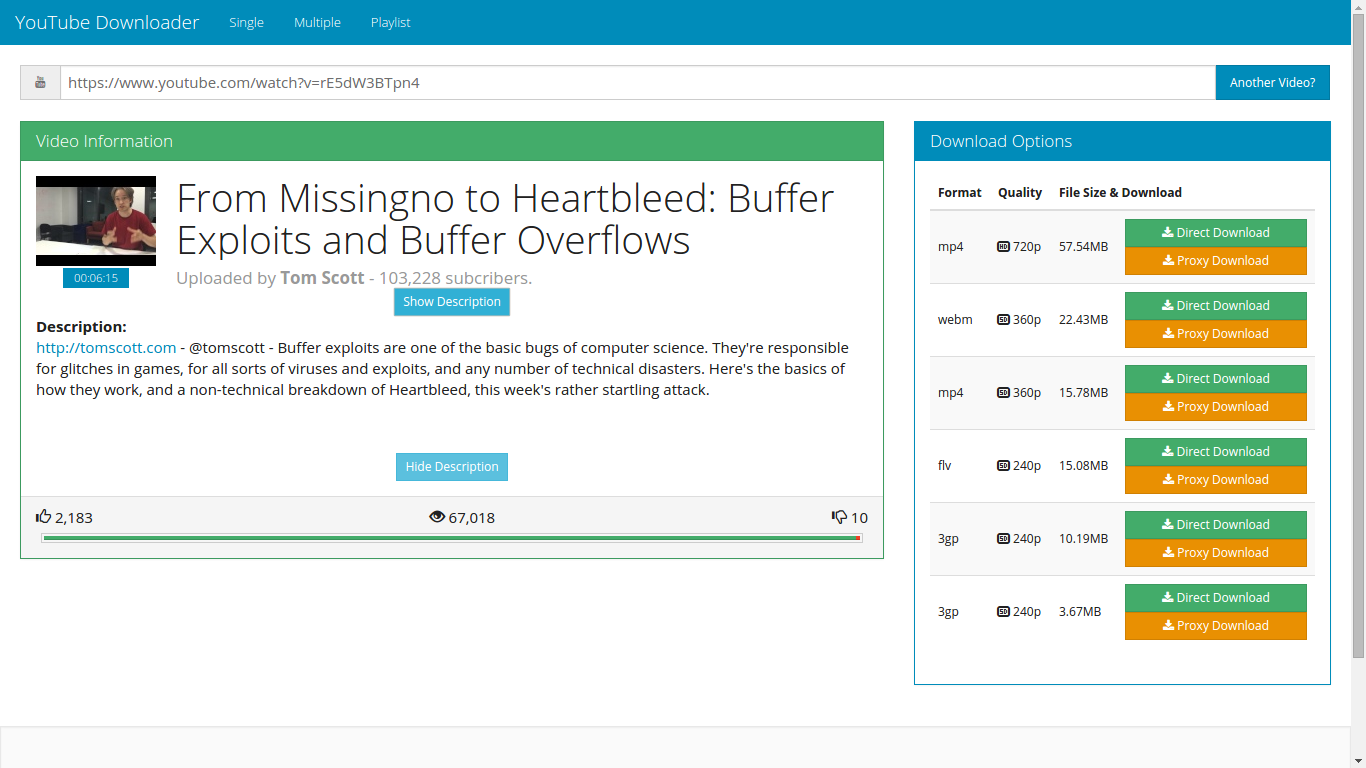 YouTube Downloader Single Multiple Playlist
https://www.youtube.com/watch?v=rE5dW3BTpn4 Another Video?
Video Information
From Missingno to Heartbleed: Buffer
Exploits and Buffer Overflows
00:06:15
Uploaded by Tom Scott - 103,228 subcribers.
Show Description
Description:
http://tomscott.com - @tomscott - Buffer exploits are one of the basic bugs of computer science. They're responsible
for glitches in games, for all sorts of viruses and exploits, and any number of technical disasters. Here's the basics of
how they work, and a non-technical breakdown of Heartbleed, this week's rather startling attack.
Hide Description
2,183 67,018 10
Download Options
Format Quality File Size & Download
mp4 HD 720p 57.54MB Direct Download
Proxy Download
webm SD 360p 22.43MB Direct Download
Proxy Download
mp4 SD 360p 15.78MB Direct Download
Proxy Download
flv SD 240p 15.08MB Direct Download
Proxy Download
3gp SD 240p 10.19MB Direct Download
Proxy Download
3gp SD 240p 3.67MB Direct Download
Proxy Download